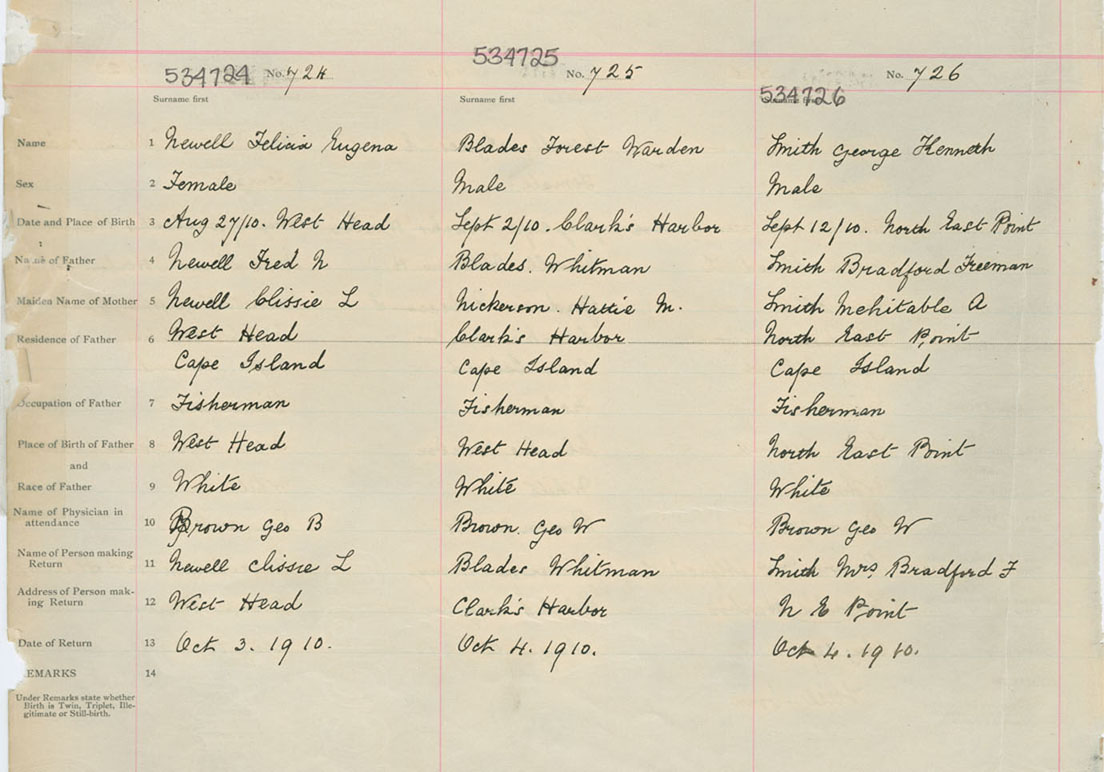 534724 No. 724 534725 No. 725 534726 No. 726
Surname first Surname first Surname first
Name 1 Newell Felicia Eugena Blades Forest Warden Smith George Kenneth
Sex 2 Female Male Male
Date and Place of Birth 3 Aug 27/10. West Head Sept 2/10. Clark's Harbor Sept 12/10. North East Point
Name of Father 4 Newell Fred N Blades. Whitman Smith Bradford Freeman
Maiden Name of Mother 5 Newell Clissie L Nickerson. Hattie M. Smith Mehitable A
Residence of Father 6 West Head Clark's Harbor North East Point
Cape Island Cape Island Cape Island
Occupation of Father 7 Fisherman Fisherman Fisherman
Place of Birth of Father 8 West Head West Head North East Point
and
Race of Father 9 White White White
Name of Physician in
attendance 10 Brown Geo B Brown. Geo W Brown Geo W
Name of Person making
Return 11 Newell Clissie L Blades Whitman Smith Mrs. Bradford F
Address of Person mak-
ing Return 12 West Head Clark's Harbor N E Point
Date of Return 13 Oct 3. 1910. Oct 4. 1910. Oct 4. 1910.
EMARKS 14
Under Remarks state whether
Birth is Twin, Triplet, Ille-
gitimate or Still-birth.